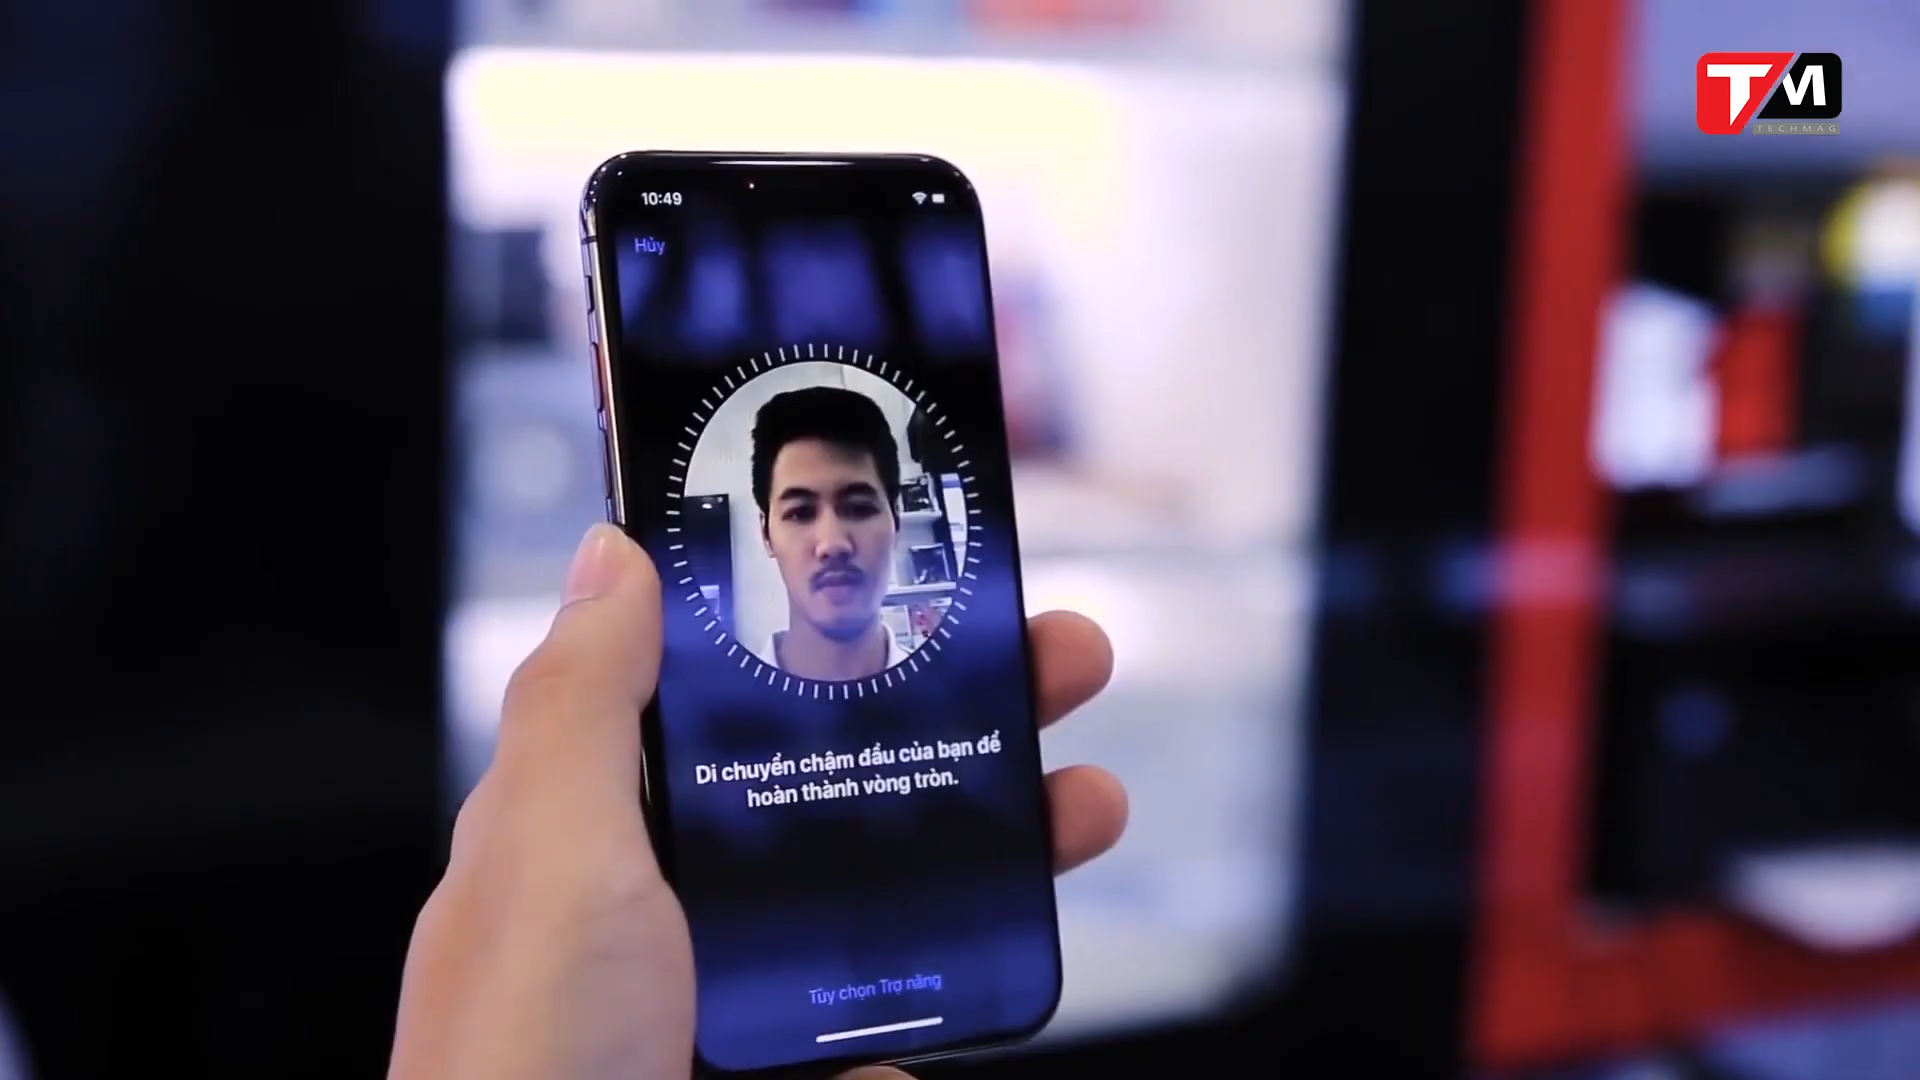 TM
TECHMAG
10:49
Hủy
Di chuyển chậm đầu của bạn để
hoàn thành vòng tròn.
Tùy chọn Trợ năng